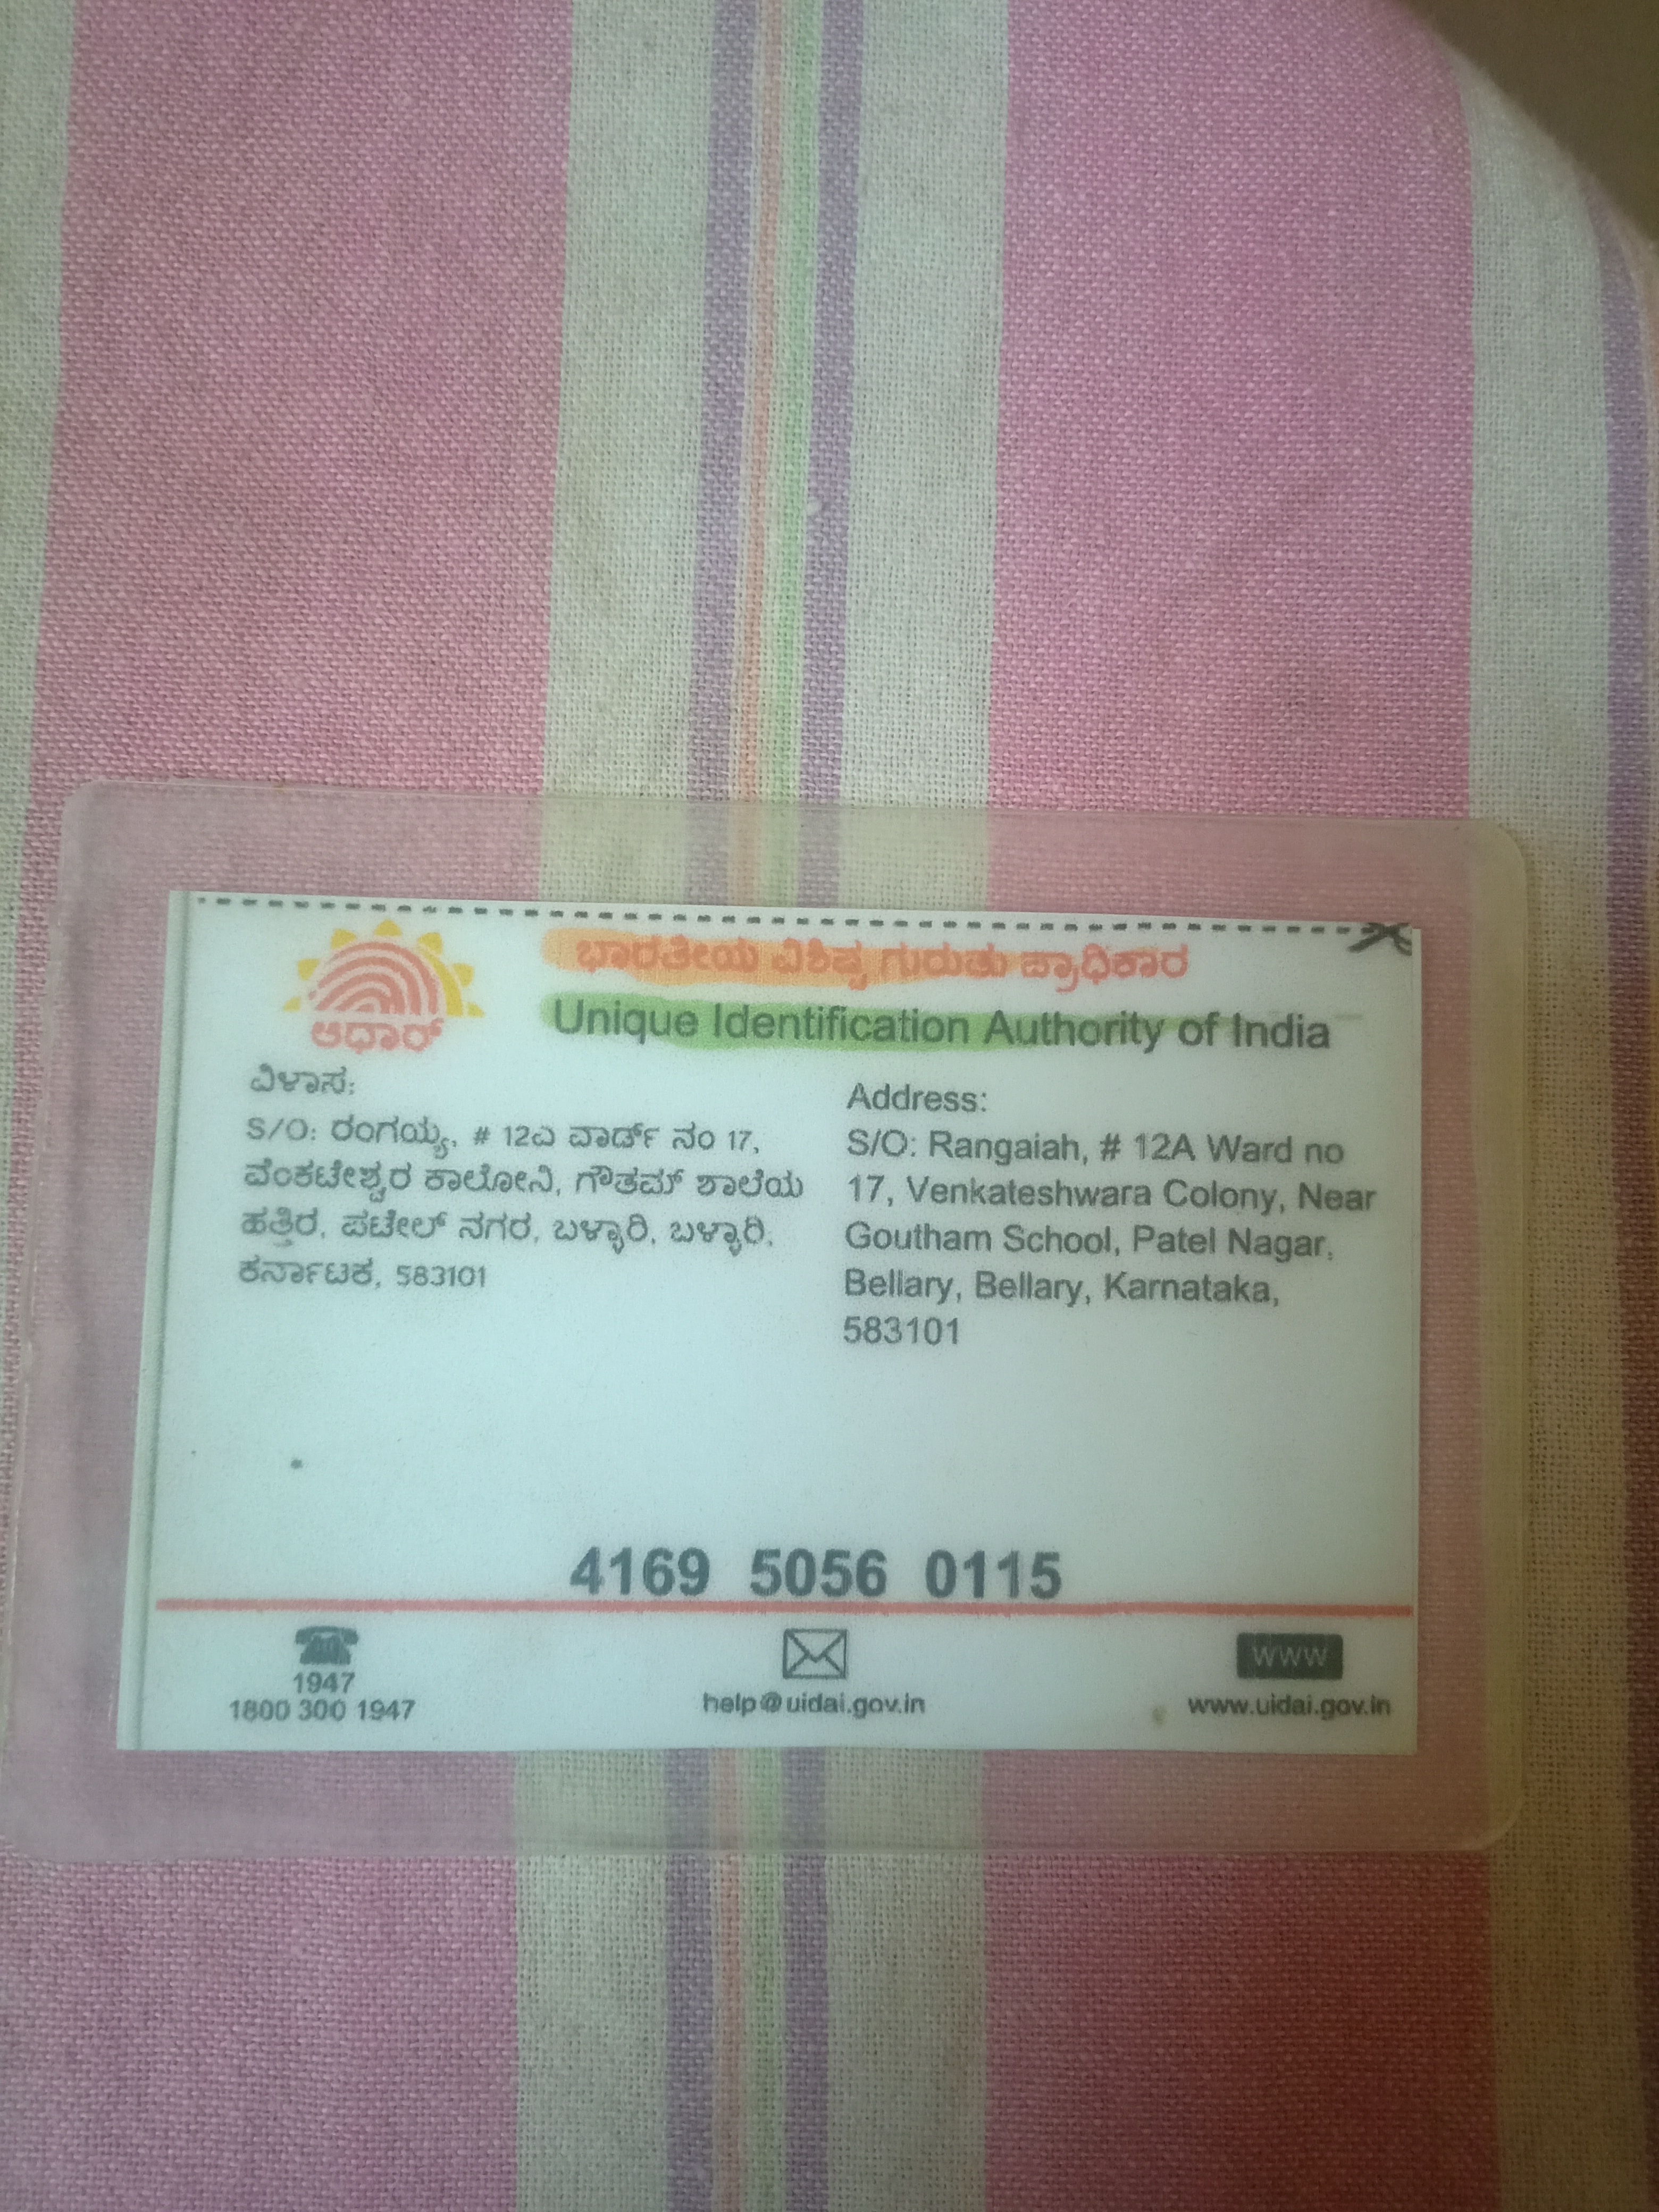 ಭಾರತೀಯ ವಿಶಿಷ್ಟ ಗುರುತು ಪ್ರಾಧಿಕಾರ
Unique Identification Authority of India
ಆಧಾರ್
ವಿಳಾಸ:
S/O: ರಂಗಯ್ಯ, # 12ಎ ವಾರ್ಡ್ ನಂ 17,
ವೆಂಕಟೇಶ್ವರ ಕಾಲೋನಿ, ಗೌತಮ್ ಶಾಲೆಯ
ಹತ್ತಿರ, ಪಟೇಲ್ ನಗರ, ಬಳ್ಳಾರಿ, ಬಳ್ಳಾರಿ,
ಕರ್ನಾಟಕ, 583101
Address:
S/O: Rangaiah, # 12A Ward no
17, Venkateshwara Colony, Near
Goutham School, Patel Nagar,
Bellary, Bellary, Karnataka,
583101
4169 5056 0115
1947
1800 300 1947
help@uidai.gov.in
WWW
www.uidai.gov.in